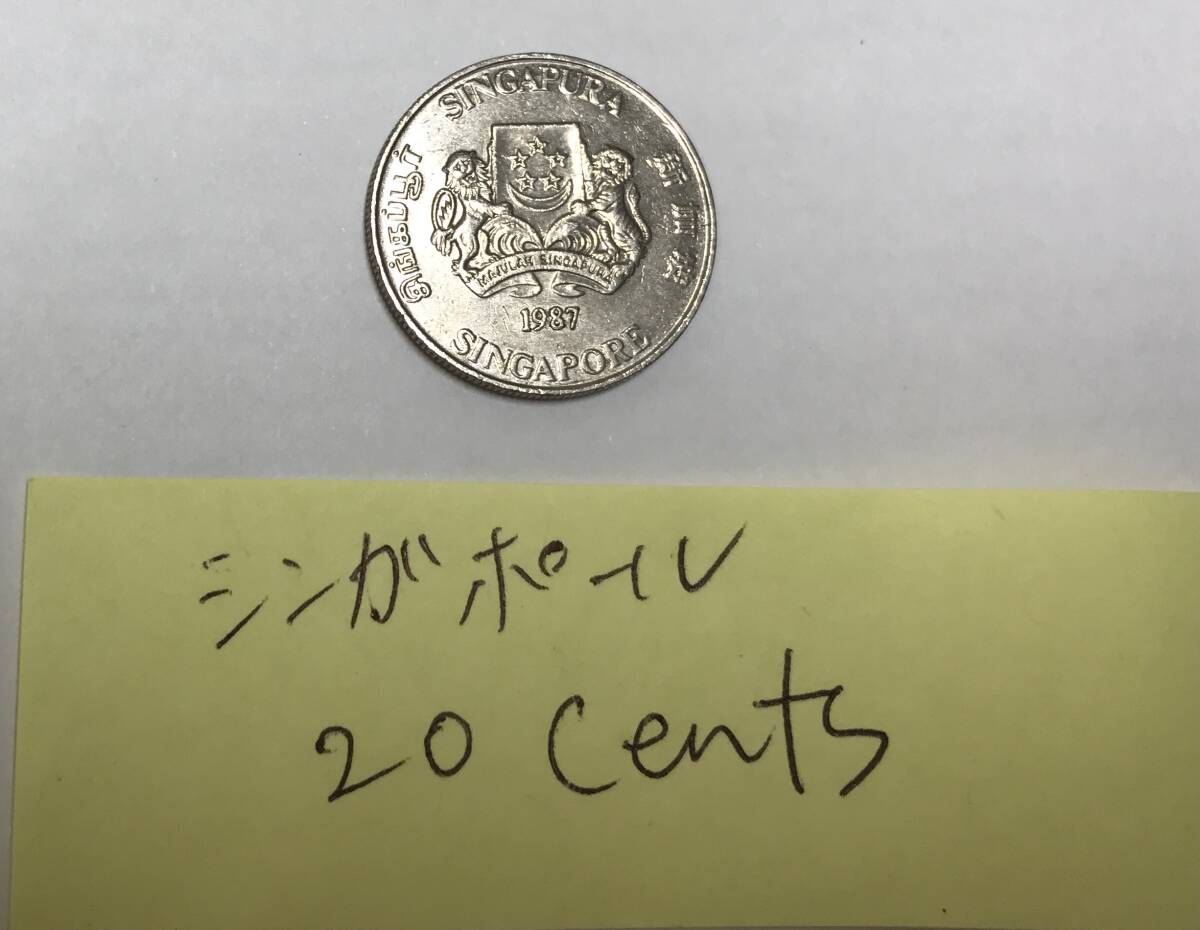 SINGAPURA
சிங்கப்பூர்
新加坡
MAJULAH SINGAPURA
1987
SINGAPORE
シンガポール
20 Cents